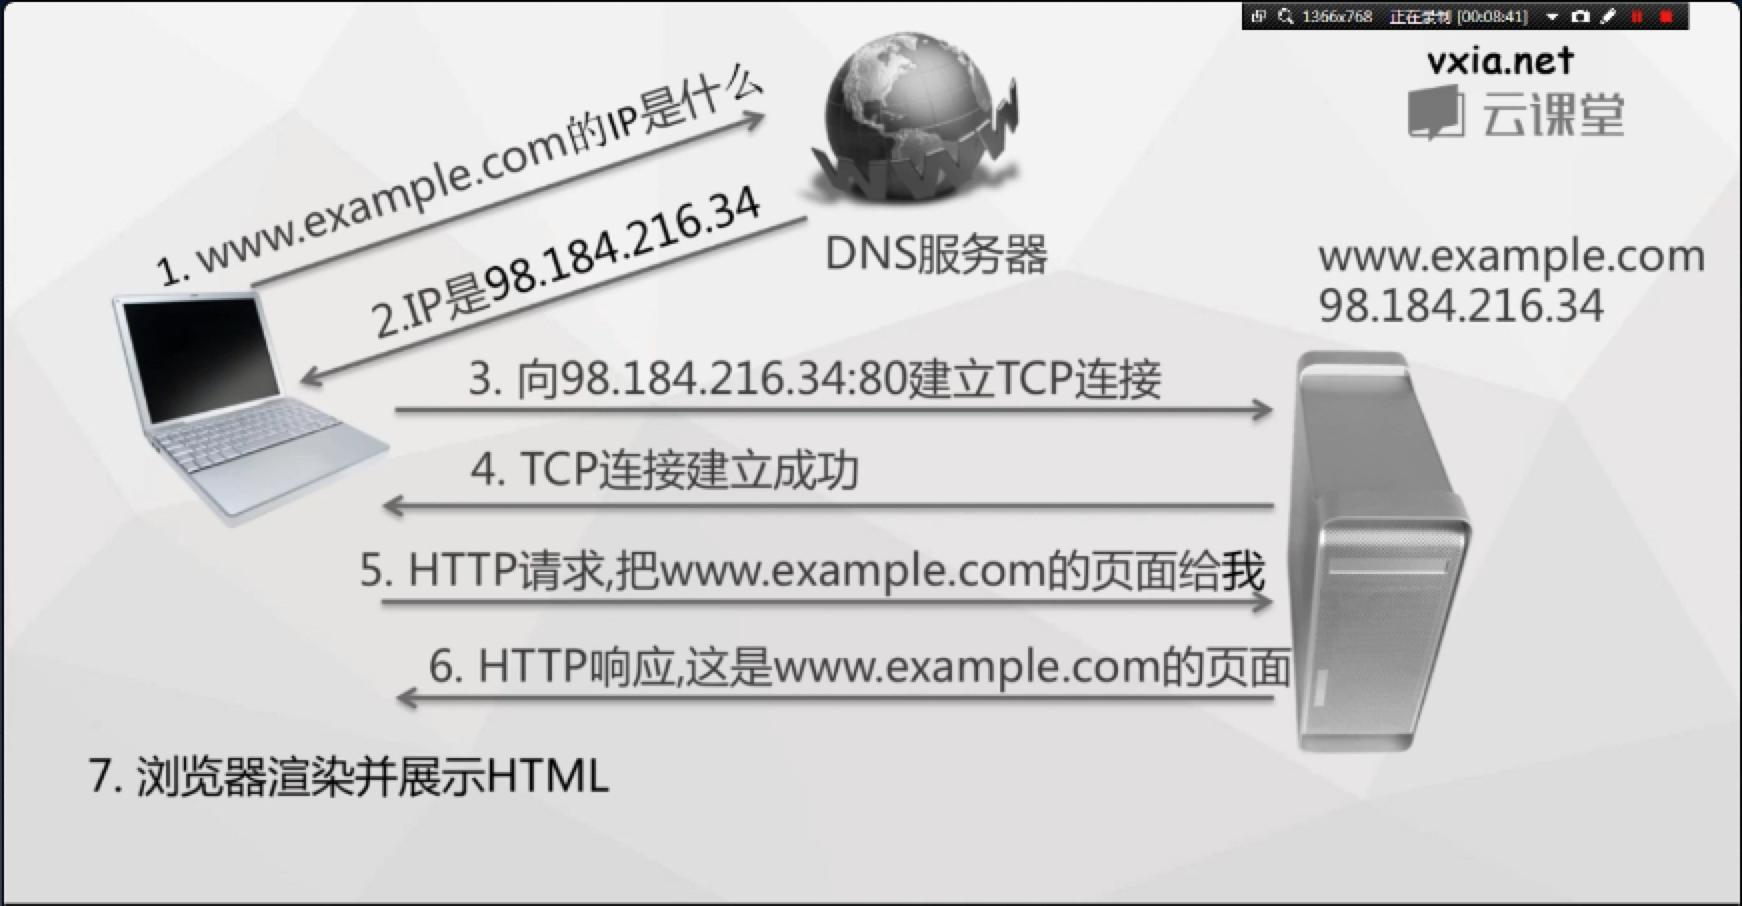 1366x768 正在录制 [00:08:41]
vxia.net
云课堂
1. www.example.com的IP是什么
2.IP是98.184.216.34
WWW
DNS服务器
www.example.com
98.184.216.34
3. 向98.184.216.34:80建立TCP连接
4. TCP连接建立成功
5. HTTP请求,把www.example.com的页面给我
6. HTTP响应,这是www.example.com的页面
7. 浏览器渲染并展示HTML